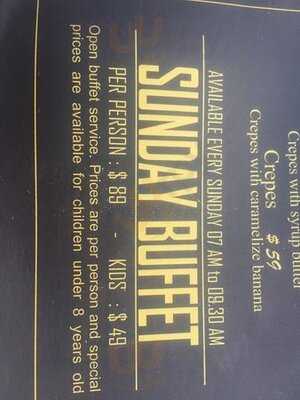 Crepes with syrup butter
Crepes $ 59
Crepes with caramelize banana
AVAILABLE EVERY SUNDAY 07 AM to 09.30 AM
SUNDAY BUFFET
PER PERSON : $ 89 - KIDS : $ 49
Open buffet service. Prices are per person and special
prices are available for children under 8 years old